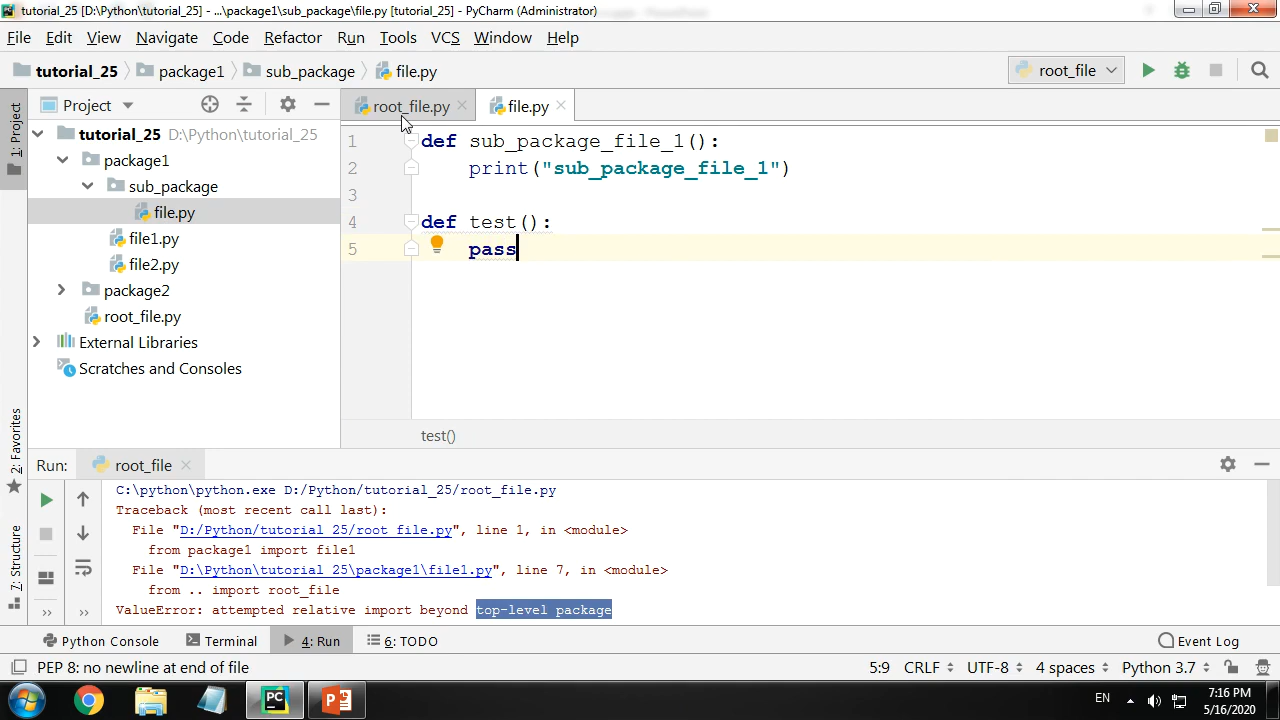 tutorial_25 [D:\Python\tutorial_25] - ...\package1\sub_package\file.py [tutorial_25] - PyCharm (Administrator)
File Edit View Navigate Code Refactor Run Tools VCS Window Help
tutorial_25 package1 sub_package file.py root_file
Project root_file.py file.py
1: Project
tutorial_25 D:\Python\tutorial_25
package1
sub_package
file.py
file1.py
file2.py
package2
root_file.py
External Libraries
Scratches and Consoles
1 def sub_package_file_1():
2 print("sub_package_file_1")
3
4 def test():
5 pass
test()
2: Favorites
7: Structure
Run: root_file
C:\python\python.exe D:/Python/tutorial_25/root_file.py
Traceback (most recent call last):
File "D:/Python/tutorial_25/root_file.py", line 1, in <module>
from package1 import file1
File "D:\Python\tutorial_25\package1\file1.py", line 7, in <module>
from .. import root_file
ValueError: attempted relative import beyond top-level package
Python Console Terminal 4: Run 6: TODO Event Log
PEP 8: no newline at end of file 5:9 CRLF UTF-8 4 spaces Python 3.7
PC P EN 7:16 PM
5/16/2020